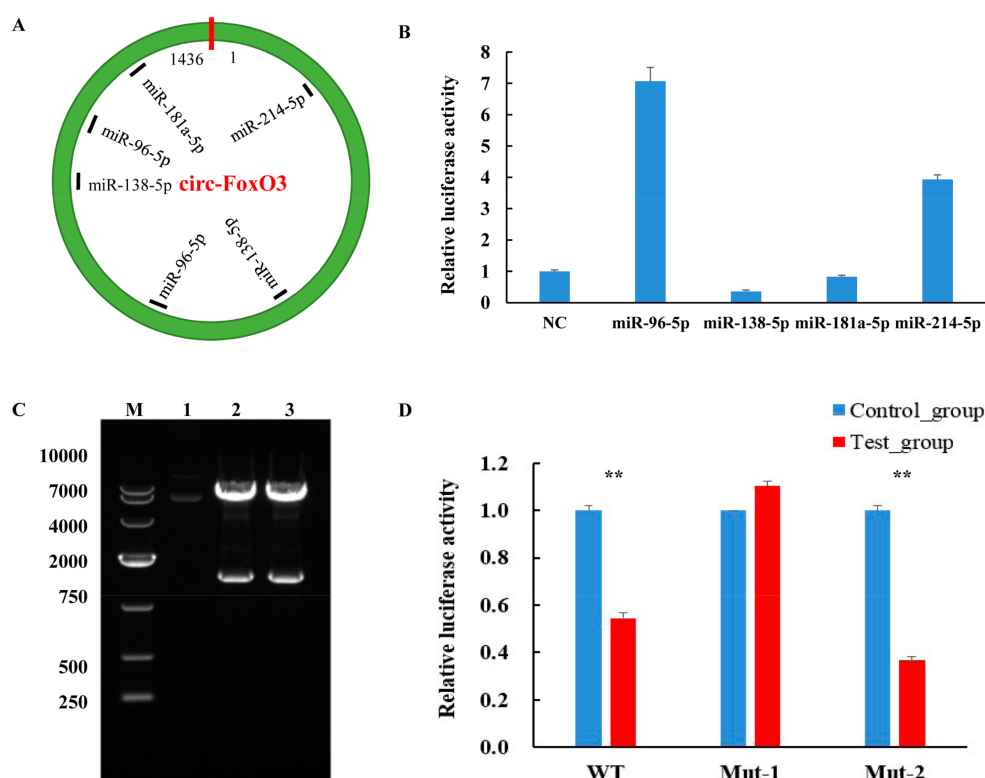 A
1436
1
miR-181a-5p
miR-214-5p
miR-96-5p
miR-138-5p
circ-FoxO3
miR-96-5p
miR-138-5p
B
Relative luciferase activity
8
7
6
5
4
3
2
1
0
NC
miR-96-5p
miR-138-5p
miR-181a-5p
miR-214-5p
C
M
1
2
3
10000
7000
4000
2000
750
500
250
D
Control_group
Test_group
Relative luciferase activity
1.2
1.0
0.8
0.6
0.4
0.2
0.0
**
**
WT
Mut-1
Mut-2